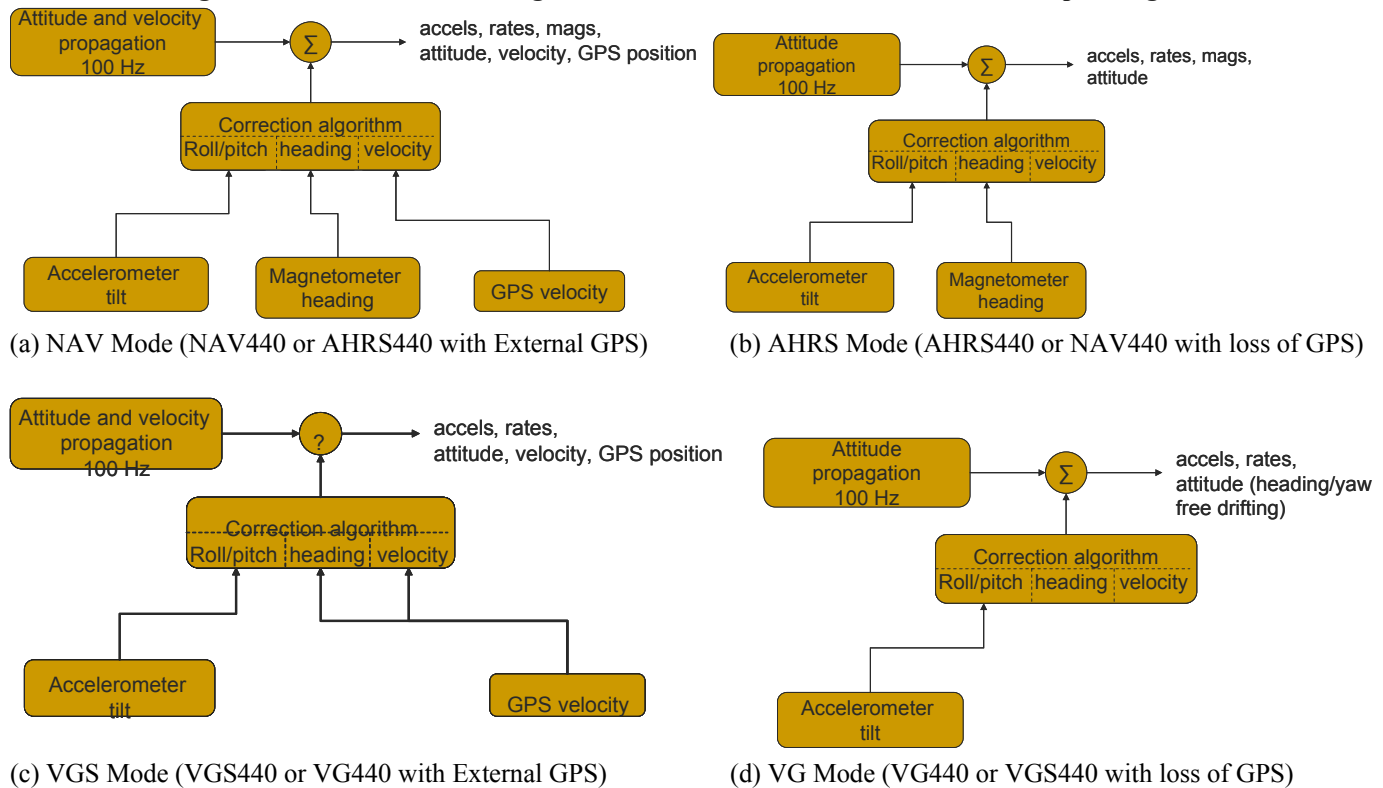 Attitude and velocity
propagation
100 Hz
Σ
accels, rates, mags,
attitude, velocity, GPS position
Correction algorithm
Roll/pitch heading velocity
Accelerometer
tilt
Magnetometer
heading
GPS velocity
(a) NAV Mode (NAV440 or AHRS440 with External GPS)
Attitude
propagation
100 Hz
Σ
accels, rates, mags,
attitude
Correction algorithm
Roll/pitch heading velocity
Accelerometer
tilt
Magnetometer
heading
(b) AHRS Mode (AHRS440 or NAV440 with loss of GPS)
Attitude and velocity
propagation
100 Hz
?
accels, rates,
attitude, velocity, GPS position
Correction algorithm
Roll/pitch heading velocity
Accelerometer
tilt
GPS velocity
(c) VGS Mode (VGS440 or VG440 with External GPS)
Attitude
propagation
100 Hz
Σ
accels, rates,
attitude (heading/yaw
free drifting)
Correction algorithm
Roll/pitch heading velocity
Accelerometer
tilt
(d) VG Mode (VG440 or VGS440 with loss of GPS)